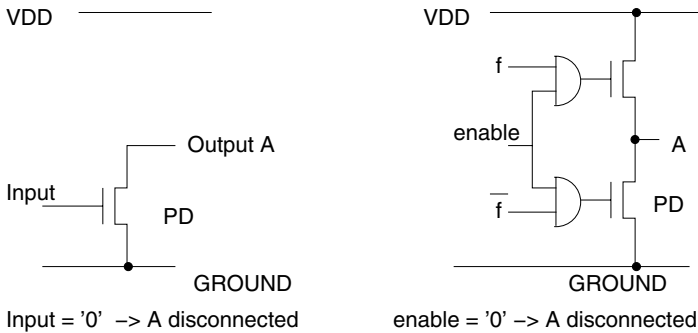 VDD
Output A
Input
PD
GROUND
Input = '0' −> A disconnected
VDD
f
enable
A
f̅
PD
GROUND
enable = '0' −> A disconnected